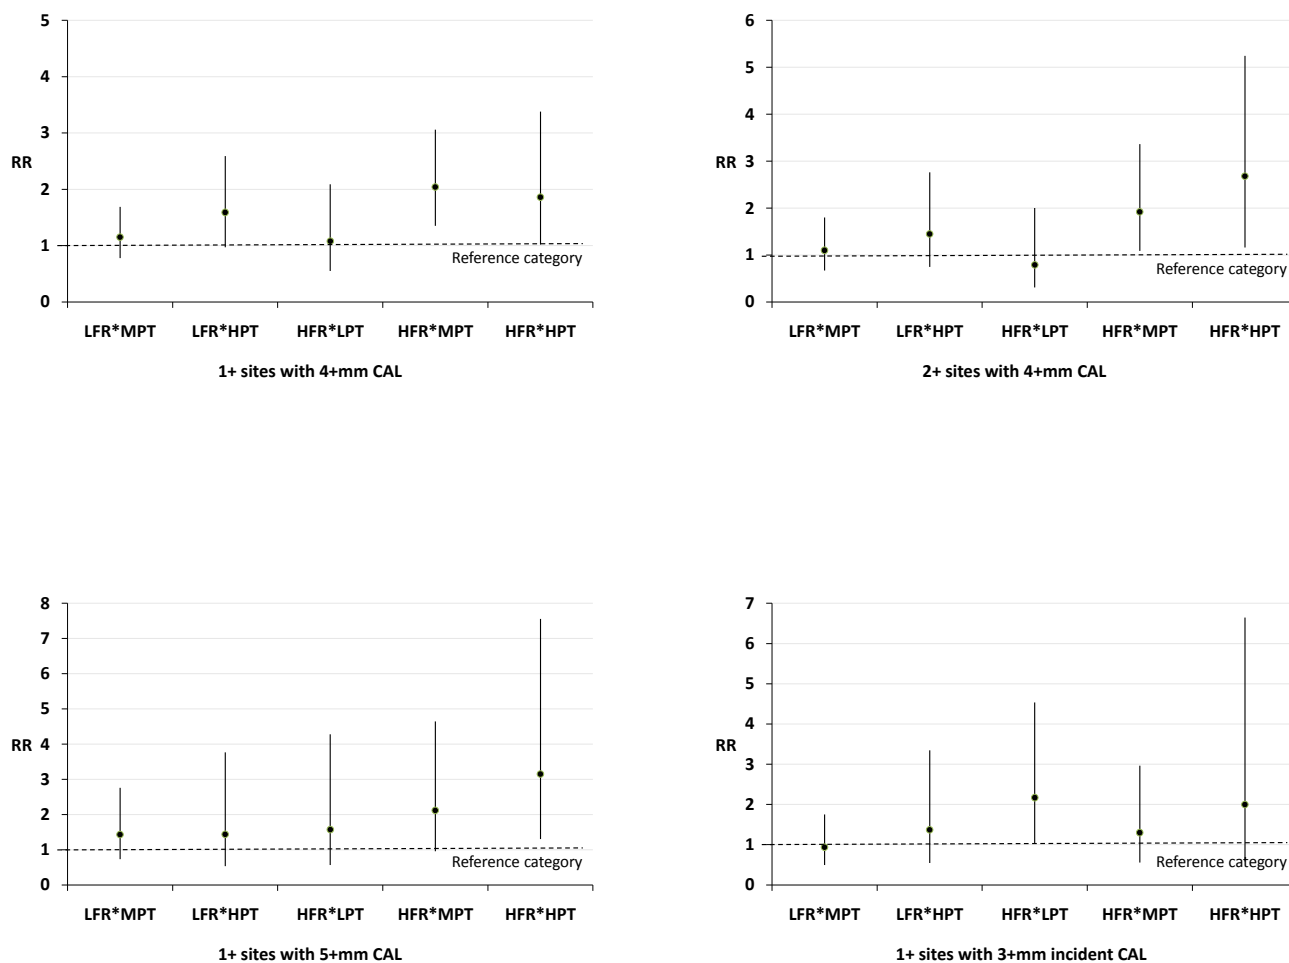 5
4
3
RR
2
1
Reference category
0
LFR*MPT LFR*HPT HFR*LPT HFR*MPT HFR*HPT
1+ sites with 4+mm CAL
6
5
4
3
RR
2
1
Reference category
0
LFR*MPT LFR*HPT HFR*LPT HFR*MPT HFR*HPT
2+ sites with 4+mm CAL
8
7
6
5
4
RR
3
2
1
Reference category
0
LFR*MPT LFR*HPT HFR*LPT HFR*MPT HFR*HPT
1+ sites with 5+mm CAL
7
6
5
4
RR
3
2
1
Reference category
0
LFR*MPT LFR*HPT HFR*LPT HFR*MPT HFR*HPT
1+ sites with 3+mm incident CAL